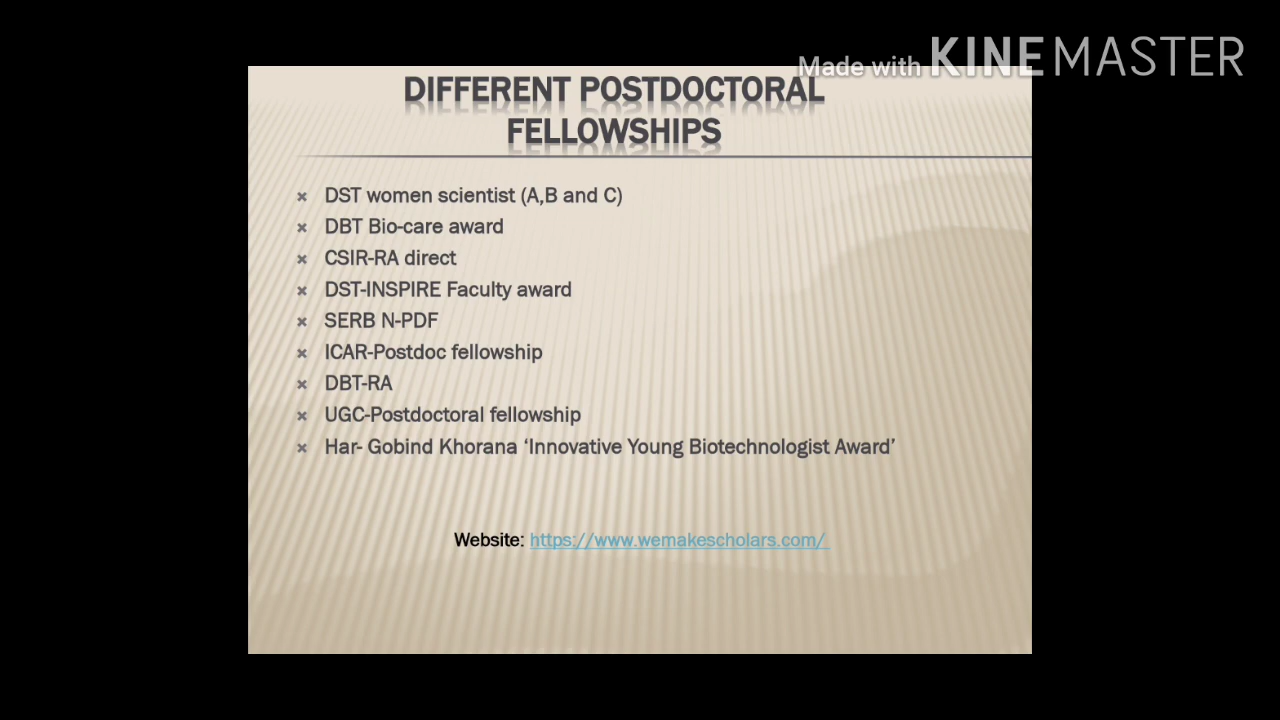 Made with KINEMASTER
DIFFERENT POSTDOCTORAL
FELLOWSHIPS
DST women scientist (A,B and C)
DBT Bio-care award
CSIR-RA direct
DST-INSPIRE Faculty award
SERB N-PDF
ICAR-Postdoc fellowship
DBT-RA
UGC-Postdoctoral fellowship
Har- Gobind Khorana ‘Innovative Young Biotechnologist Award’
Website: https://www.wemakescholars.com/